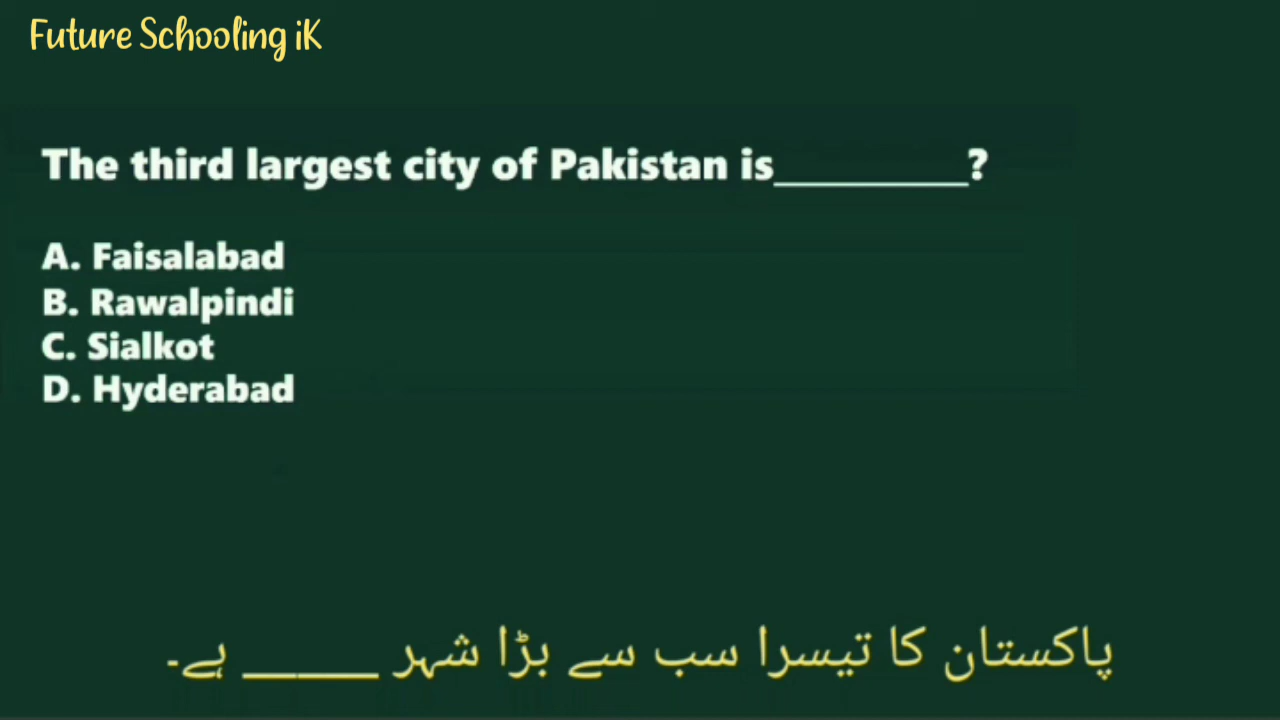 Future Schooling iK
The third largest city of Pakistan is_________?
A. Faisalabad
B. Rawalpindi
C. Sialkot
D. Hyderabad
پاکستان کا تیسرا سب سے بڑا شہر _____ ہے۔